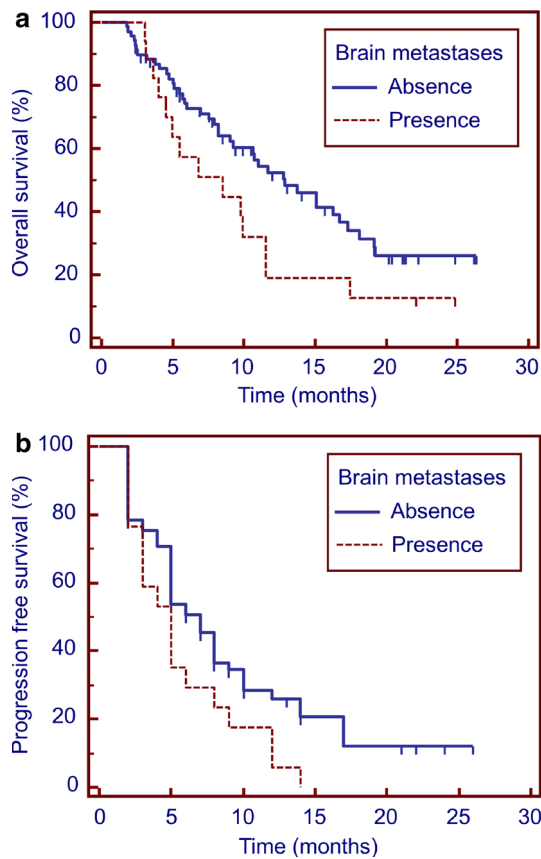 a
Overall survival (%)
100
80
60
40
20
0
Brain metastases
Absence
Presence
0 5 10 15 20 25 30
Time (months)
b
Progression free survival (%)
100
80
60
40
20
0
Brain metastases
Absence
Presence
0 5 10 15 20 25 30
Time (months)